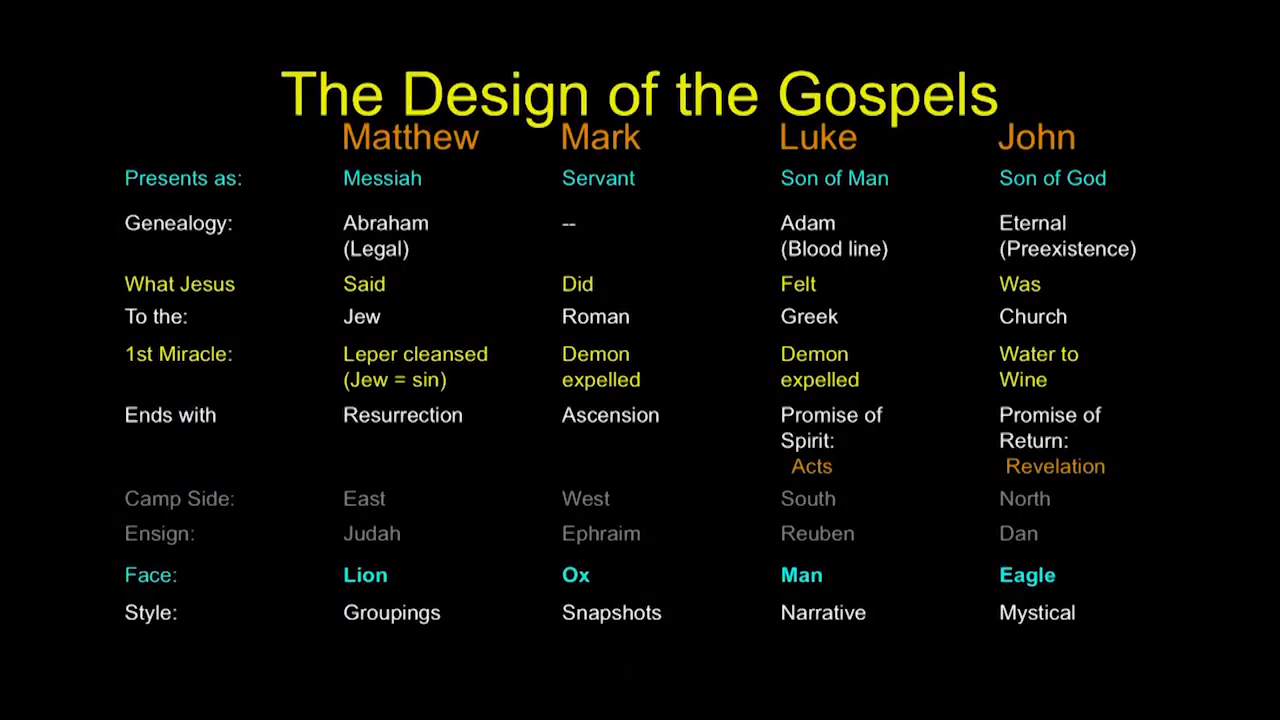 The Design of the Gospels
Matthew Mark Luke John
Presents as: Messiah Servant Son of Man Son of God
Genealogy: Abraham -- Adam Eternal
(Legal) (Blood line) (Preexistence)
What Jesus Said Did Felt Was
To the: Jew Roman Greek Church
1st Miracle: Leper cleansed Demon Demon Water to
(Jew = sin) expelled expelled Wine
Ends with Resurrection Ascension Promise of Promise of
Spirit: Return:
Acts Revelation
Camp Side: East West South North
Ensign: Judah Ephraim Reuben Dan
Face: Lion Ox Man Eagle
Style: Groupings Snapshots Narrative Mystical